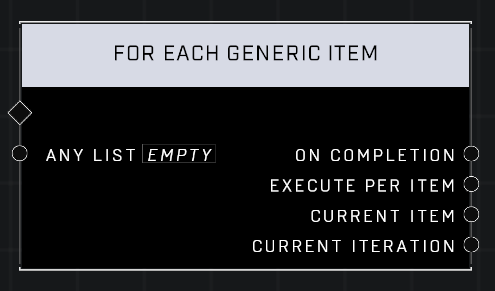 FOR EACH GENERIC ITEM
ANY LIST EMPTY ON COMPLETION
EXECUTE PER ITEM
CURRENT ITEM
CURRENT ITERATION